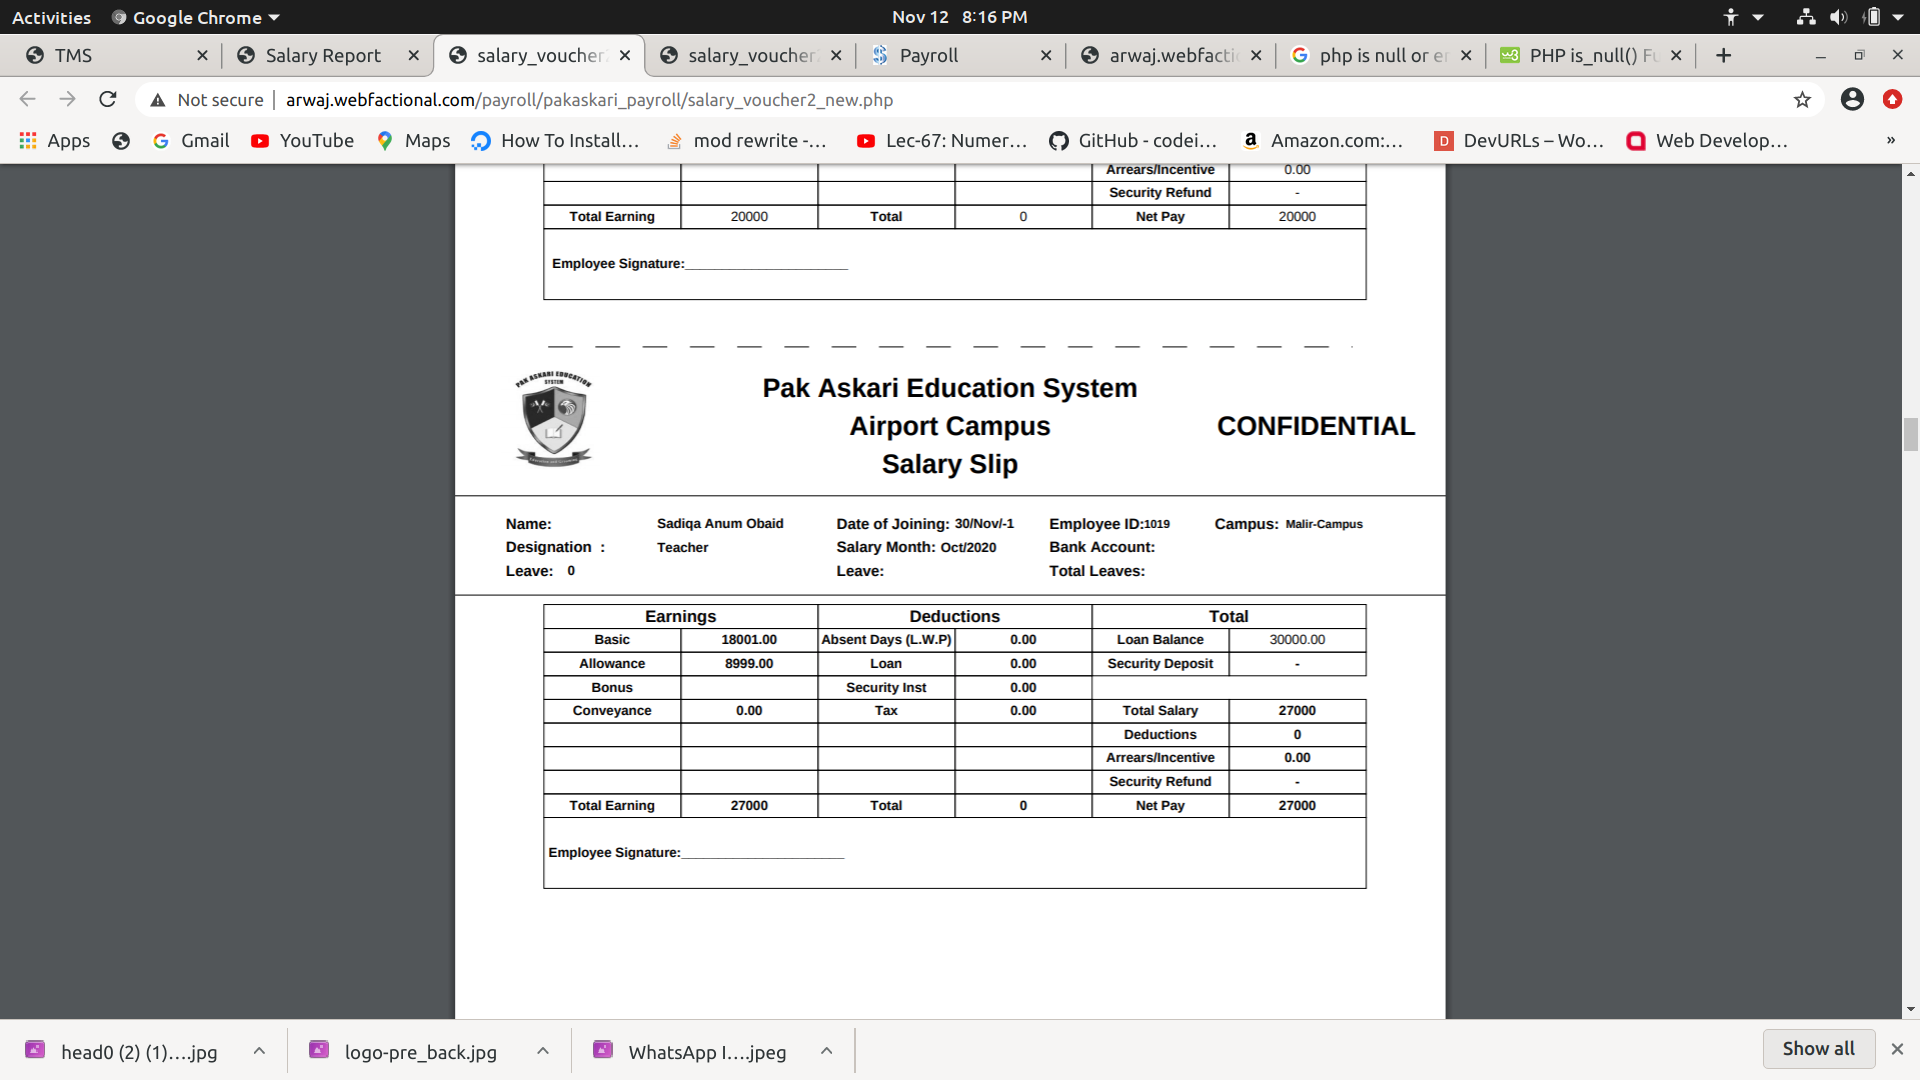 Activities Google Chrome Nov 12 8:16 PM
TMS Salary Report salary_voucher salary_voucher Payroll arwaj.webfacti php is null or er PHP is_null() Fu
Not secure arwaj.webfactional.com/payroll/pakaskari_payroll/salary_voucher2_new.php
Apps Gmail YouTube Maps How To Install... mod rewrite -... Lec-67: Numer... GitHub - codei... Amazon.com:... DevURLs – Wo... Web Develop... »
Arrears/Incentive 0.00
Security Refund -
Total Earning 20000 Total 0 Net Pay 20000
Employee Signature:______________________
PAK ASKARI EDUCATION
SYSTEM
Pak Askari Education System
Airport Campus CONFIDENTIAL
Salary Slip
Name: Sadiqa Anum Obaid Date of Joining: 30/Nov/-1 Employee ID:1019 Campus: Malir-Campus
Designation : Teacher Salary Month: Oct/2020 Bank Account:
Leave: 0 Leave: Total Leaves:
Earnings Deductions Total
Basic 18001.00 Absent Days (L.W.P) 0.00 Loan Balance 30000.00
Allowance 8999.00 Loan 0.00 Security Deposit -
Bonus Security Inst 0.00
Conveyance 0.00 Tax 0.00 Total Salary 27000
Deductions 0
Arrears/Incentive 0.00
Security Refund -
Total Earning 27000 Total 0 Net Pay 27000
Employee Signature:______________________
head0 (2) (1)....jpg logo-pre_back.jpg WhatsApp I....jpeg Show all